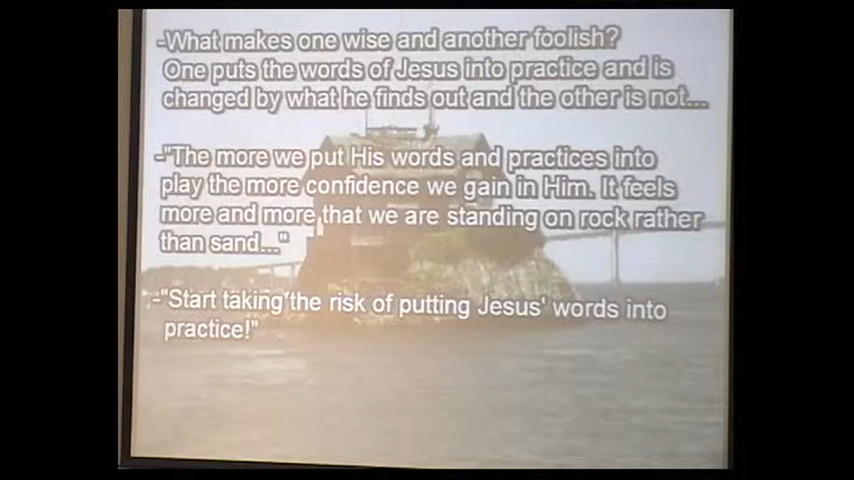 -What makes one wise and another foolish?
One puts the words of Jesus into practice and is
changed by what he finds out and the other is not...
-"The more we put His words and practices into
play the more confidence we gain in Him. It feels
more and more that we are standing on rock rather
than sand..."
-"Start taking the risk of putting Jesus' words into
practice!"